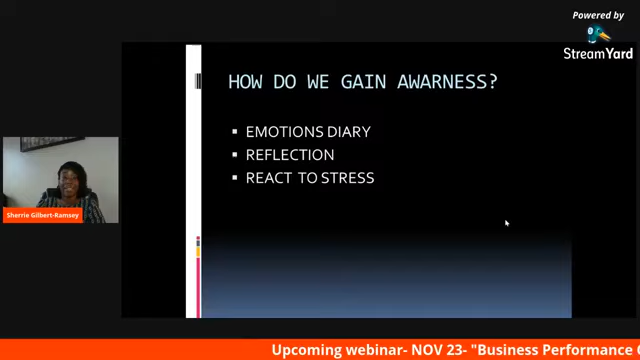 Powered by
StreamYard
HOW DO WE GAIN AWARNESS?
EMOTIONS DIARY
REFLECTION
REACT TO STRESS
Sherrie Gilbert-Ramsey
Upcoming webinar- NOV 23- "Business Performance